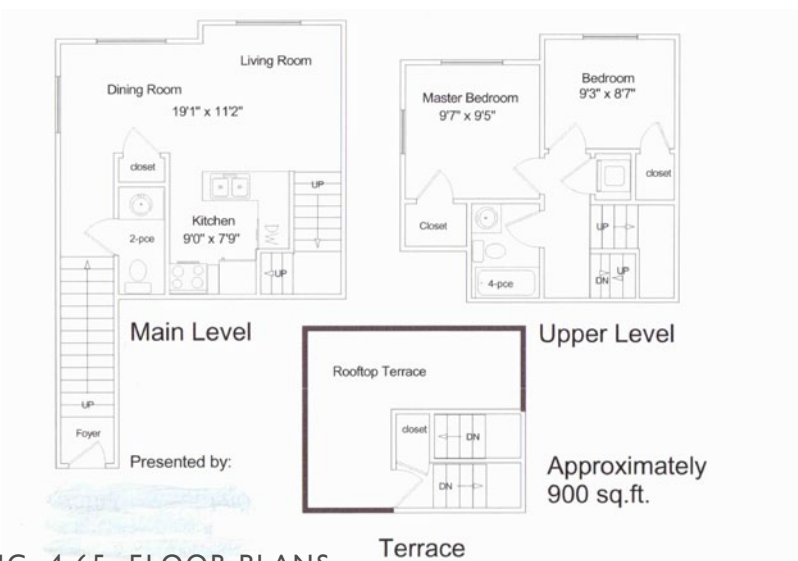 Living Room
Dining Room
19'1" x 11'2"
closet
UP
Kitchen
9'0" x 7'9"
DW
2-pce
UP
UP
Foyer
Main Level
Bedroom
9'3" x 8'7"
Master Bedroom
9'7" x 9'5"
closet
Closet
UP
UP
DN
4-pce
Upper Level
Rooftop Terrace
closet
DN
DN
Terrace
Presented by:
Approximately
900 sq.ft.